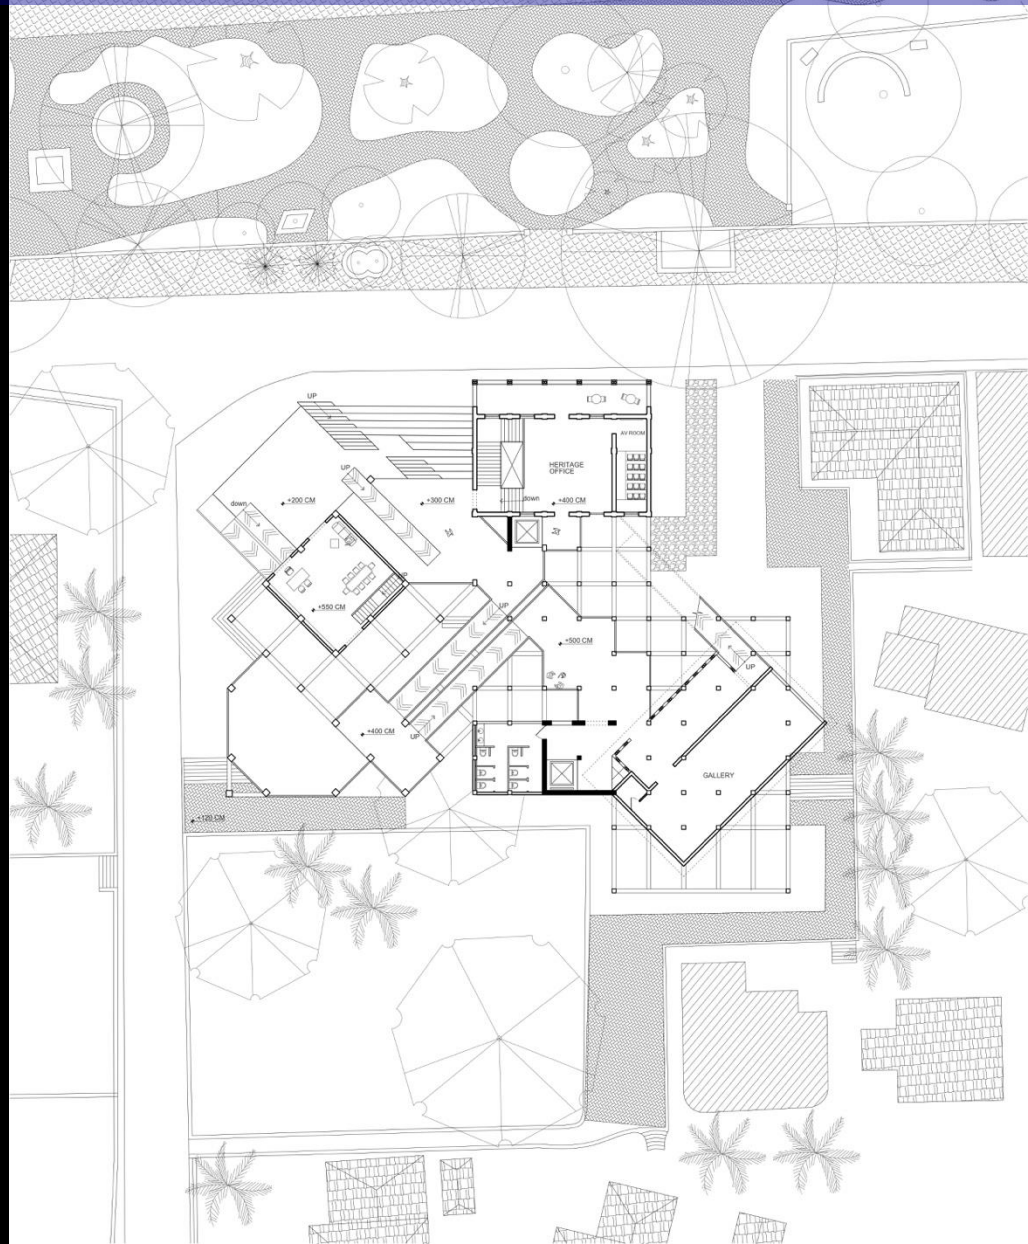 UP
AV ROOM
HERITAGE
OFFICE
UP
down
+200 CM
+300 CM
down
+400 CM
UP
+550 CM
UP
+500 CM
UP
+400 CM
UP
GALLERY
+120 CM